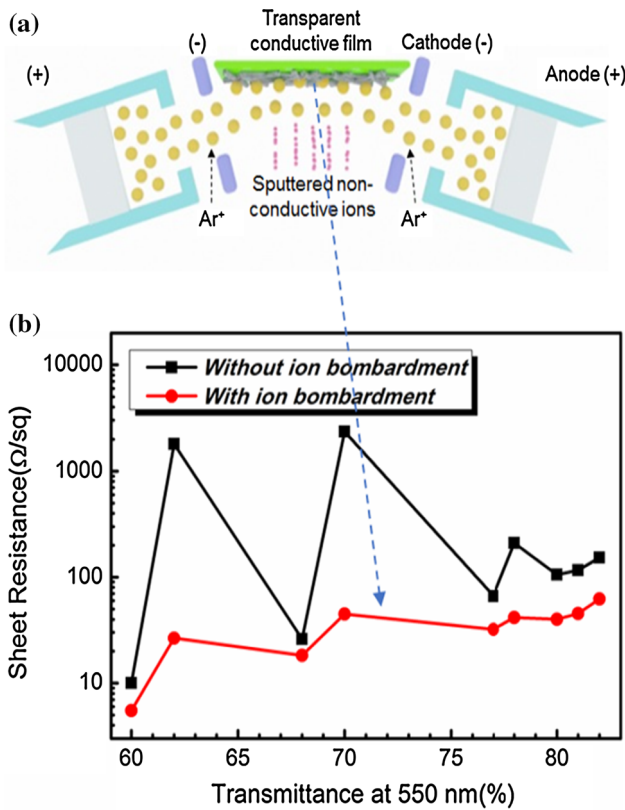 (a)
Transparent
conductive film
(-)
Cathode (-)
(+)
Anode (+)
Sputtered non-
conductive ions
Ar+
Ar+
(b)
10000
1000
100
10
Sheet Resistance(Ω/sq)
Without ion bombardment
With ion bombardment
60
65
70
75
80
Transmittance at 550 nm(%)